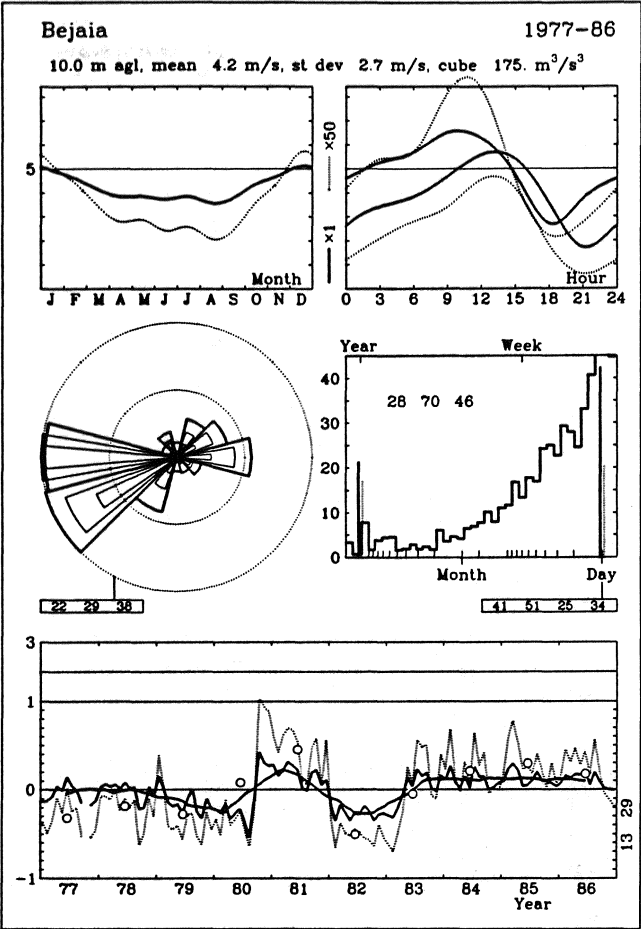 Bejaia 1977-86
10.0 m agl, mean 4.2 m/s, st dev 2.7 m/s, cube 175. m³/s³
5
×1 ×50
Month
J F M A M J J A S O N D
Hour
0 3 6 9 12 15 18 21 24
Year Week
40
30
20
10
0
28 70 46
Month Day
22 29 38
41 51 25 34
3
1
0
-1
77 78 79 80 81 82 83 84 85 86
Year
13 29